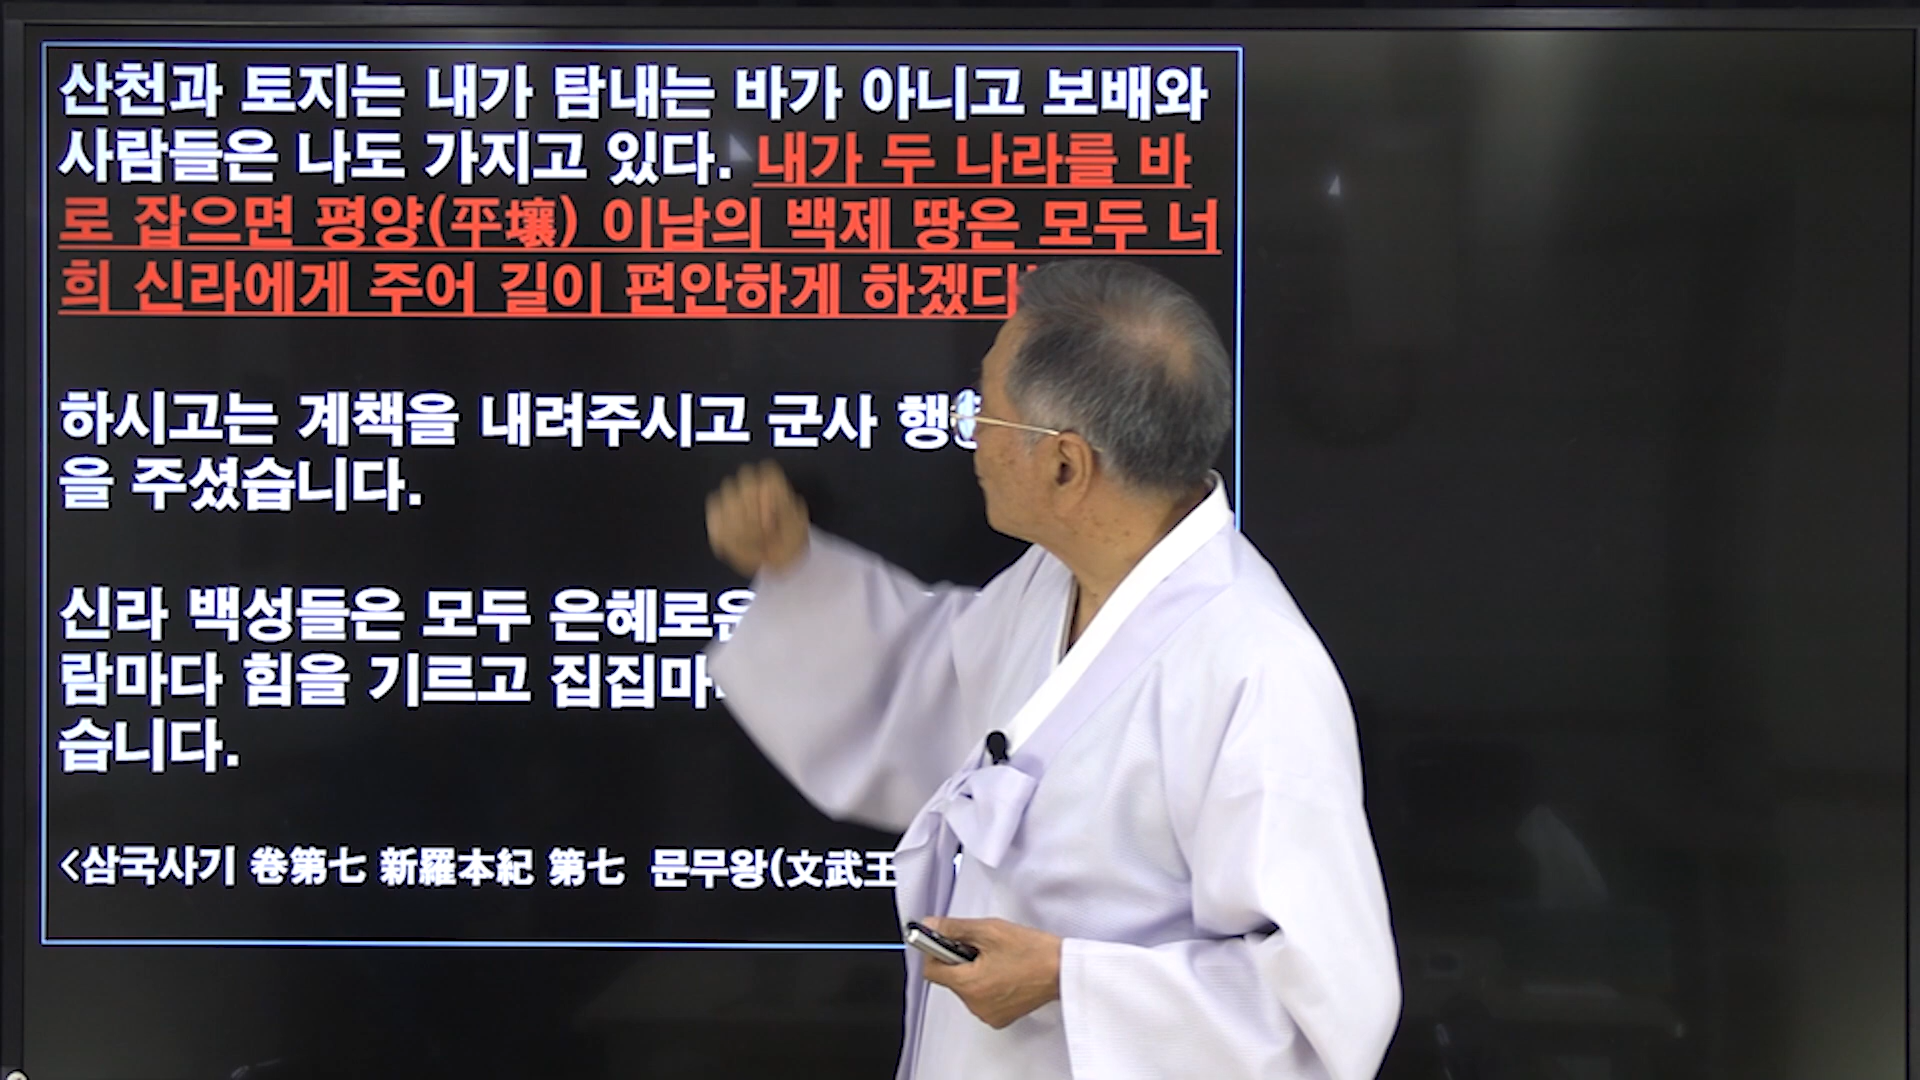 산천과 토지는 내가 탐내는 바가 아니고 보배와
사람들은 나도 가지고 있다. 내가 두 나라를 바
로 잡으면 평양(平壤) 이남의 백제 땅은 모두 너
희 신라에게 주어 길이 편안하게 하겠다
하시고는 계책을 내려주시고 군사
을 주셨습니다.
신라 백성들은 모두 은혜로운
람마다 힘을 기르고
습니다.
<삼국사기 卷第七 新羅本紀 第七 문무왕(文武王